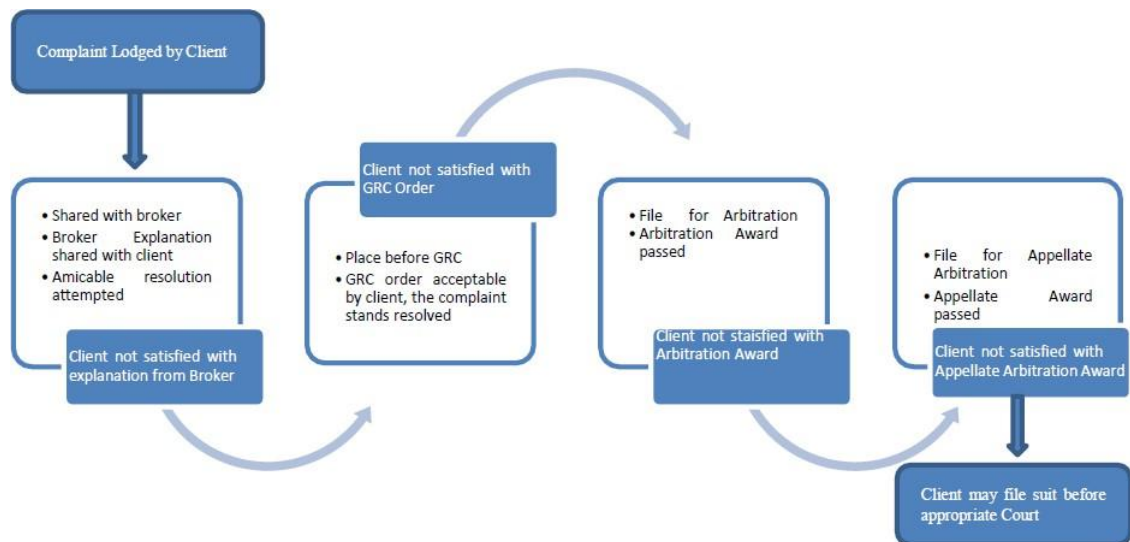 Complaint Lodged by Client
• Shared with broker
• Broker Explanation
shared with client
• Amicable resolution
attempted
Client not satisfied with
explanation from Broker
Client not satisfied with
GRC Order
• Place before GRC
• GRC order acceptable
by client, the complaint
stands resolved
• File for Arbitration
• Arbitration Award
passed
Client not staisfied with
Arbitration Award
• File for Appellate
Arbitration
• Appellate Award
passed
Client not satisfied with
Appellate Arbitration Award
Client may file suit before
appropriate Court